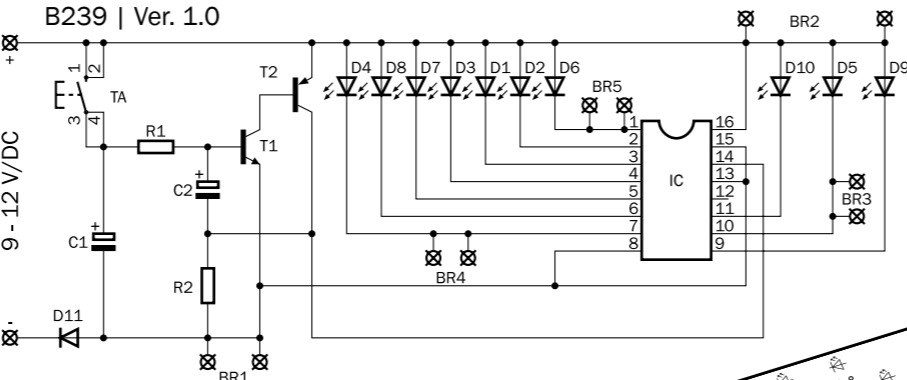 B239 | Ver. 1.0
BR2
+
1
2
TA
3
4
9 - 12 V/DC
R1
T2
T1
D4
D8
D7
D3
D1
D2
D6
BR5
D10
D5
D9
1
2
3
4
5
6
7
8
IC
16
15
14
13
12
11
10
9
BR3
+
C2
+
C1
BR4
R2
D11
-
BR1